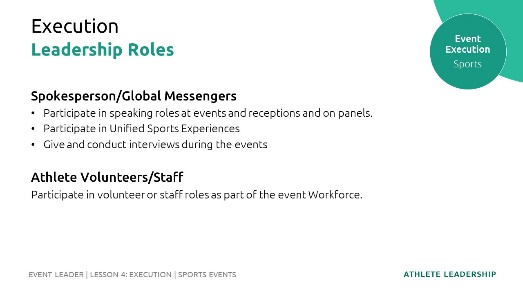 Execution
Leadership Roles
Event
Execution
Sports
Spokesperson/Global Messengers
• Participate in speaking roles at events and receptions and on panels.
• Participate in Unified Sports Experiences
• Give and conduct interviews during the events
Athlete Volunteers/Staff
Participate in volunteer or staff roles as part of the event Workforce.
EVENT LEADER | LESSON 4: EXECUTION | SPORTS EVENTS
ATHLETE LEADERSHIP